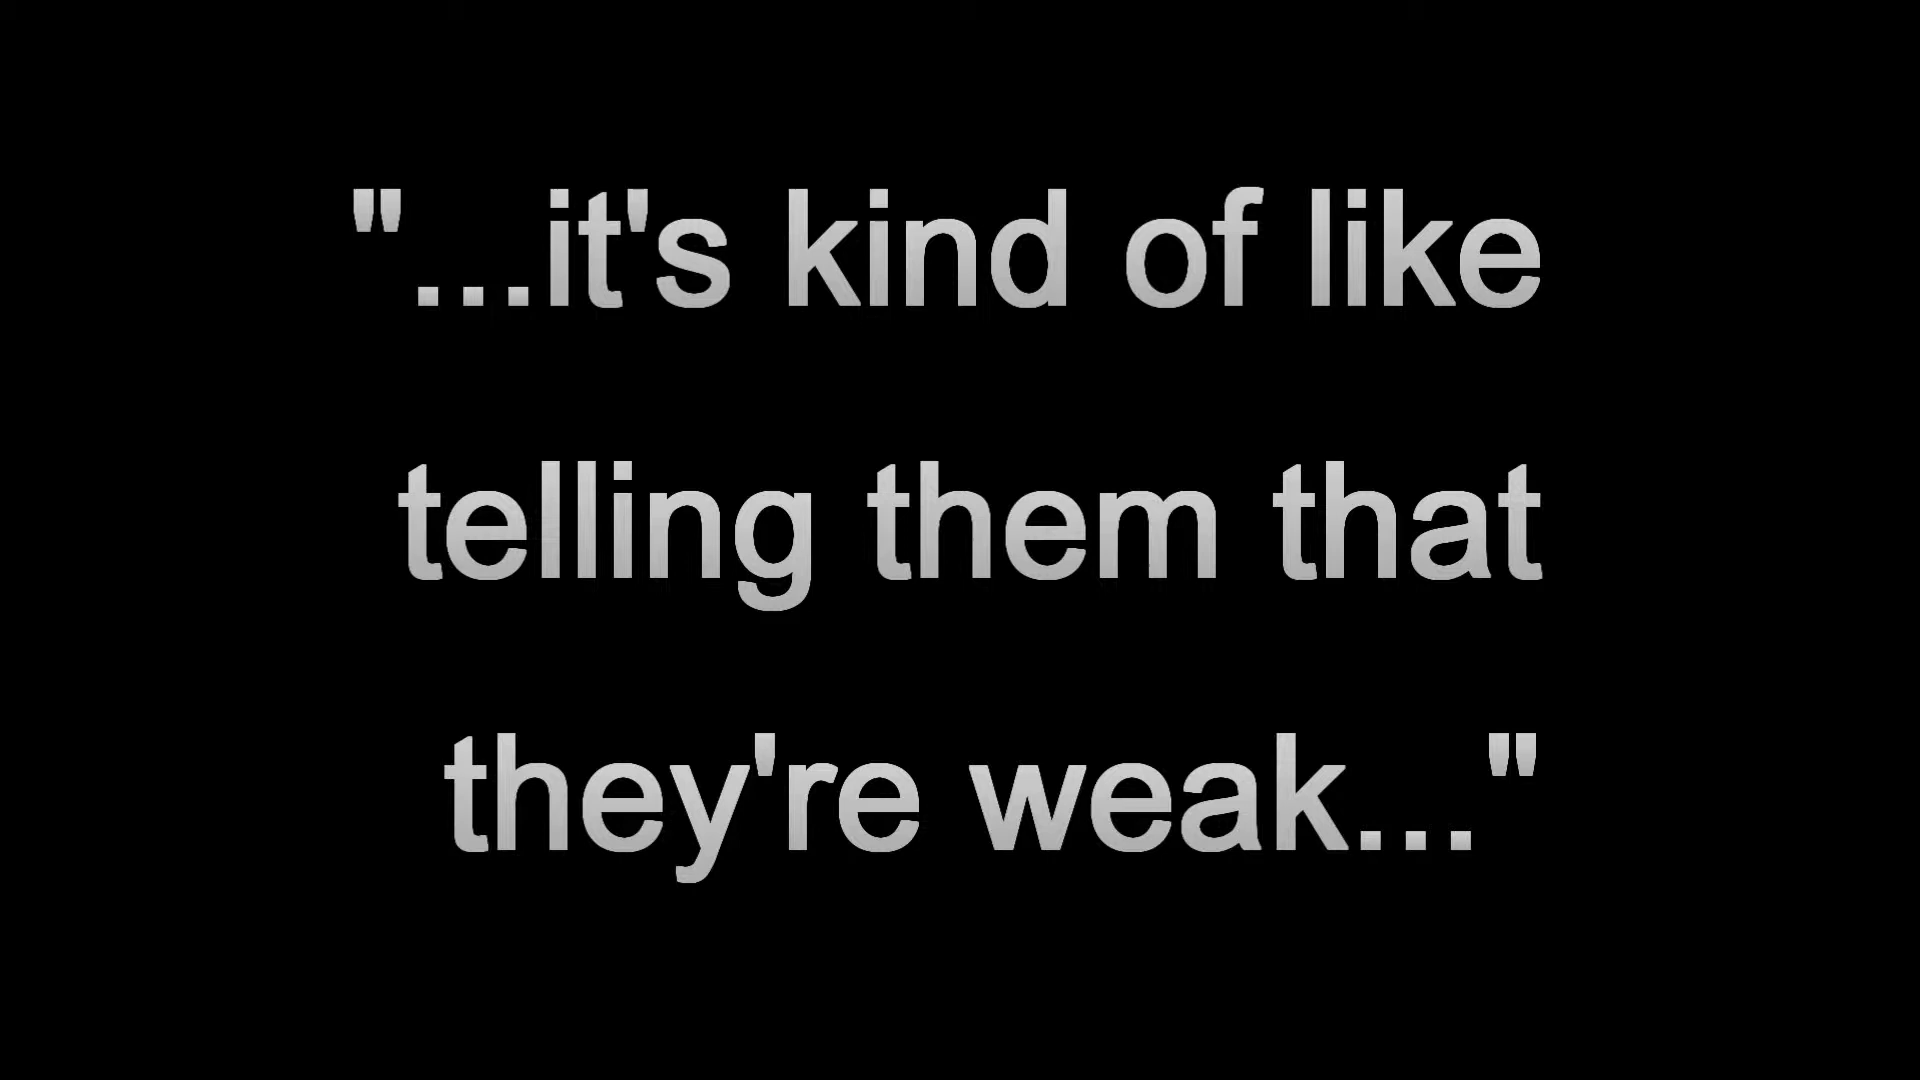 "...it's kind of like
telling them that
they're weak..."